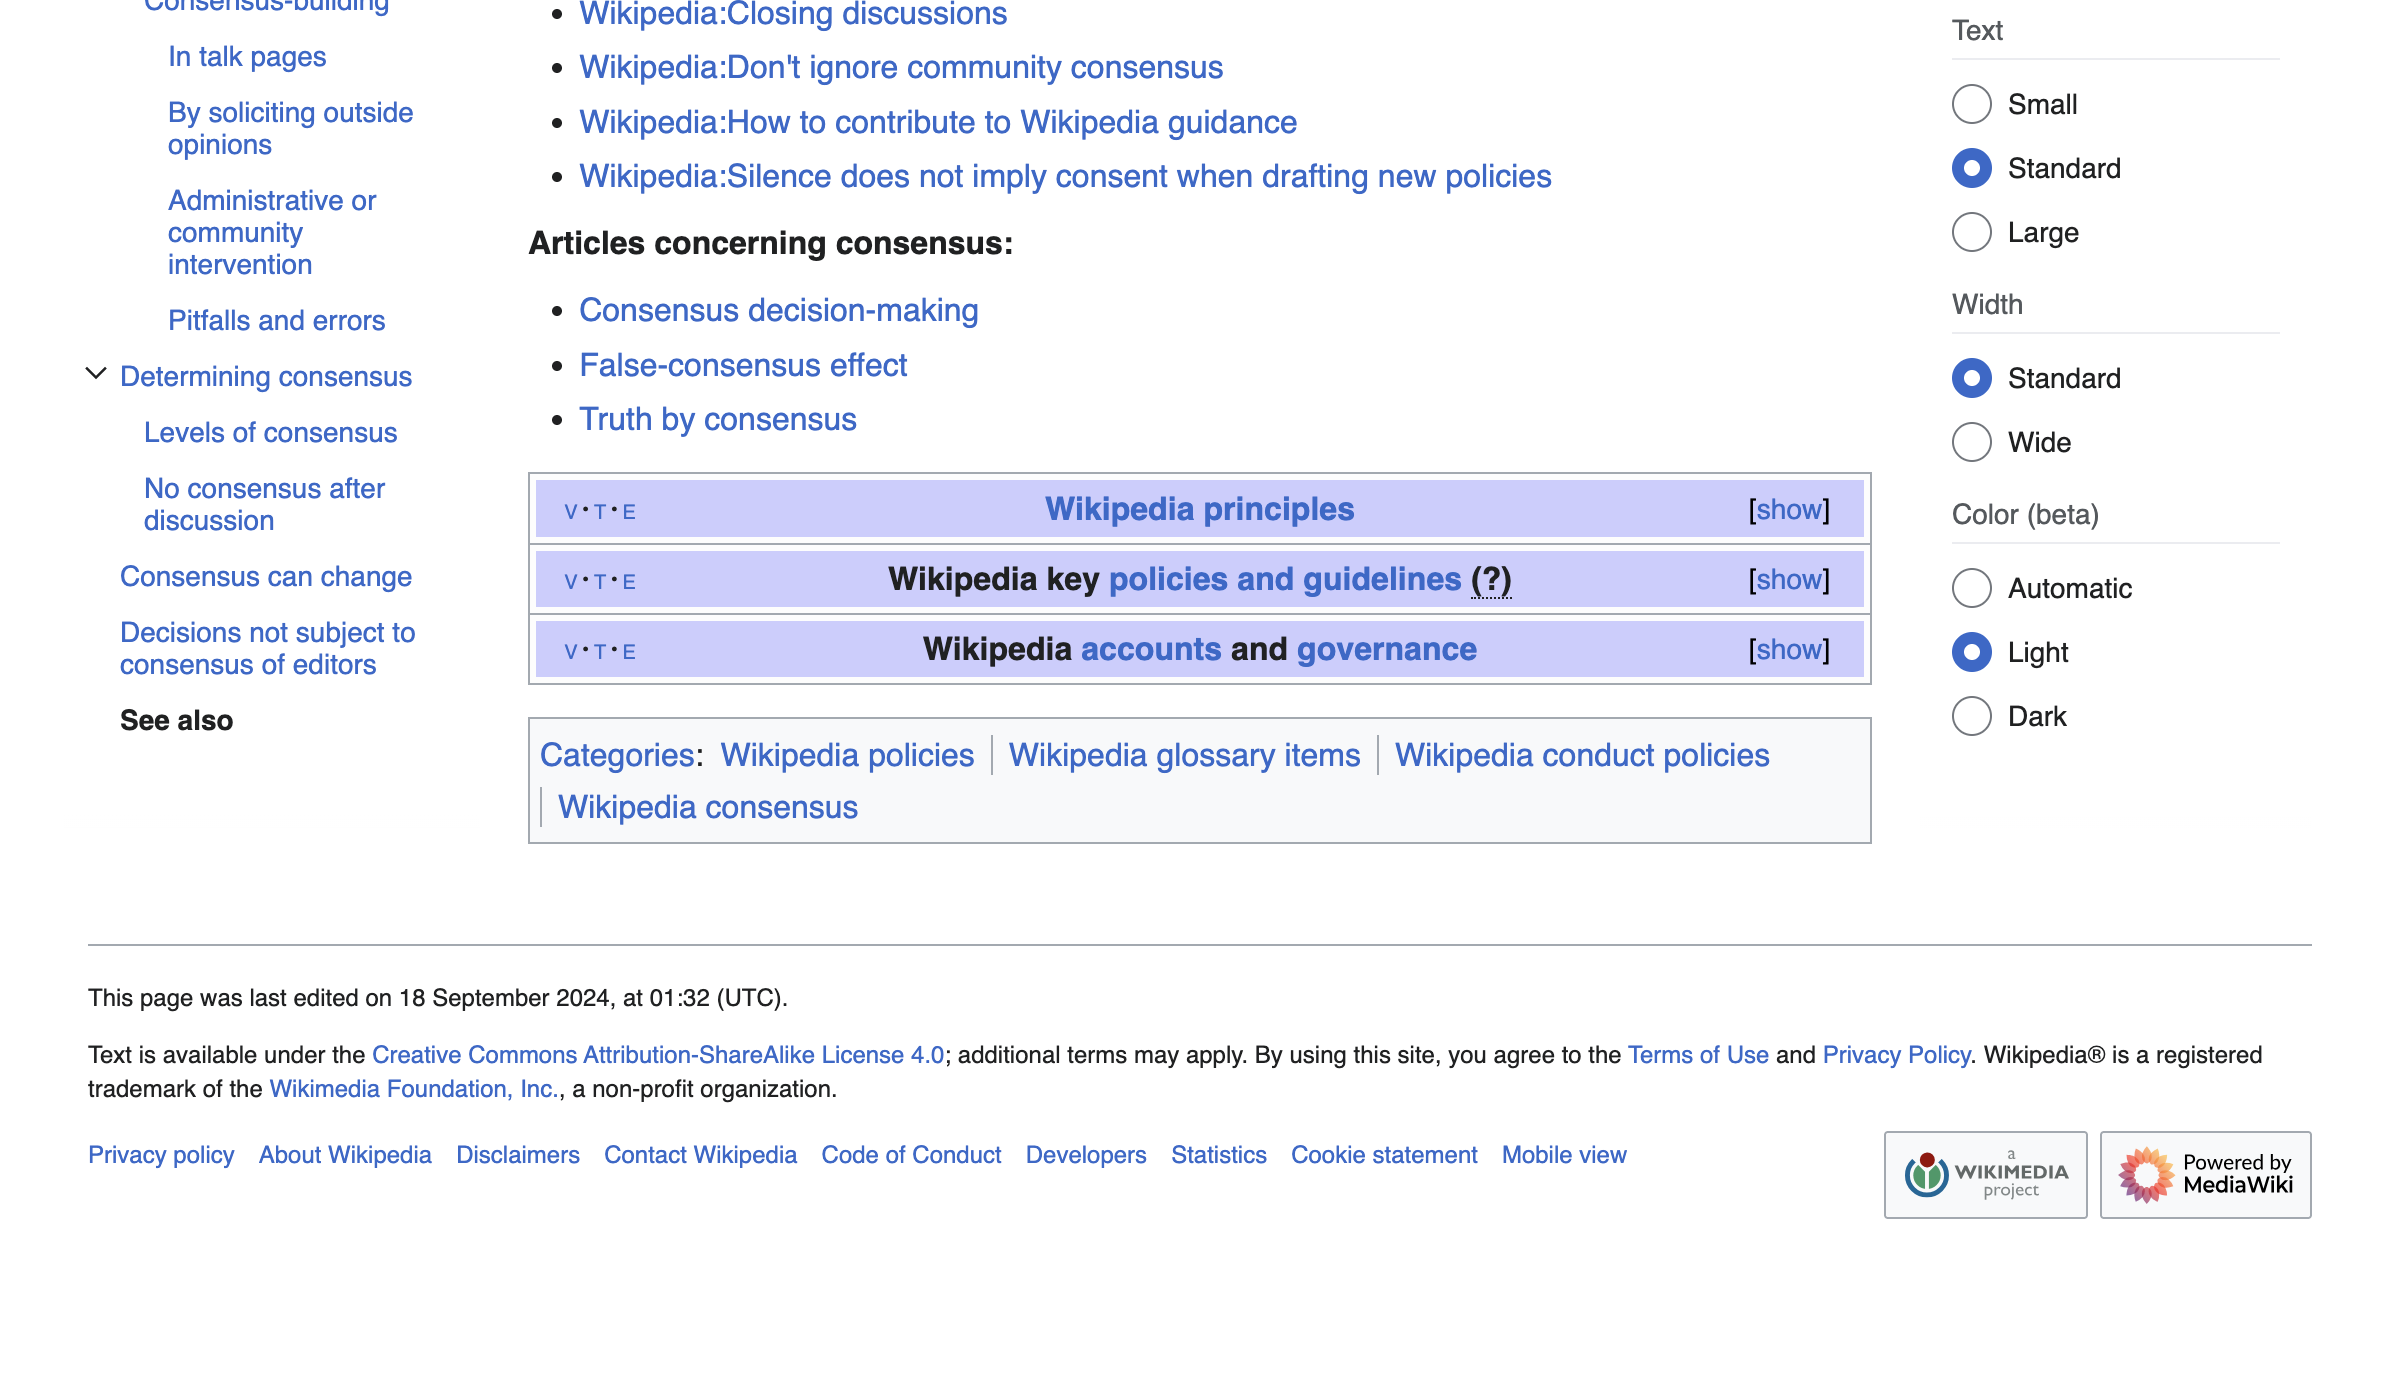 Consensus-building
In talk pages
By soliciting outside
opinions
Administrative or
community
intervention
Pitfalls and errors
Determining consensus
Levels of consensus
No consensus after
discussion
Consensus can change
Decisions not subject to
consensus of editors
See also
Wikipedia:Closing discussions
Wikipedia:Don't ignore community consensus
Wikipedia:How to contribute to Wikipedia guidance
Wikipedia:Silence does not imply consent when drafting new policies
Articles concerning consensus:
Consensus decision-making
False-consensus effect
Truth by consensus
V · T · E Wikipedia principles [show]
V · T · E Wikipedia key policies and guidelines (?) [show]
V · T · E Wikipedia accounts and governance [show]
Categories: Wikipedia policies | Wikipedia glossary items | Wikipedia conduct policies
| Wikipedia consensus
Text
Small
Standard
Large
Width
Standard
Wide
Color (beta)
Automatic
Light
Dark
This page was last edited on 18 September 2024, at 01:32 (UTC).
Text is available under the Creative Commons Attribution-ShareAlike License 4.0; additional terms may apply. By using this site, you agree to the Terms of Use and Privacy Policy. Wikipedia® is a registered
trademark of the Wikimedia Foundation, Inc., a non-profit organization.
Privacy policy About Wikipedia Disclaimers Contact Wikipedia Code of Conduct Developers Statistics Cookie statement Mobile view
a
WIKIMEDIA
project
Powered by
MediaWiki